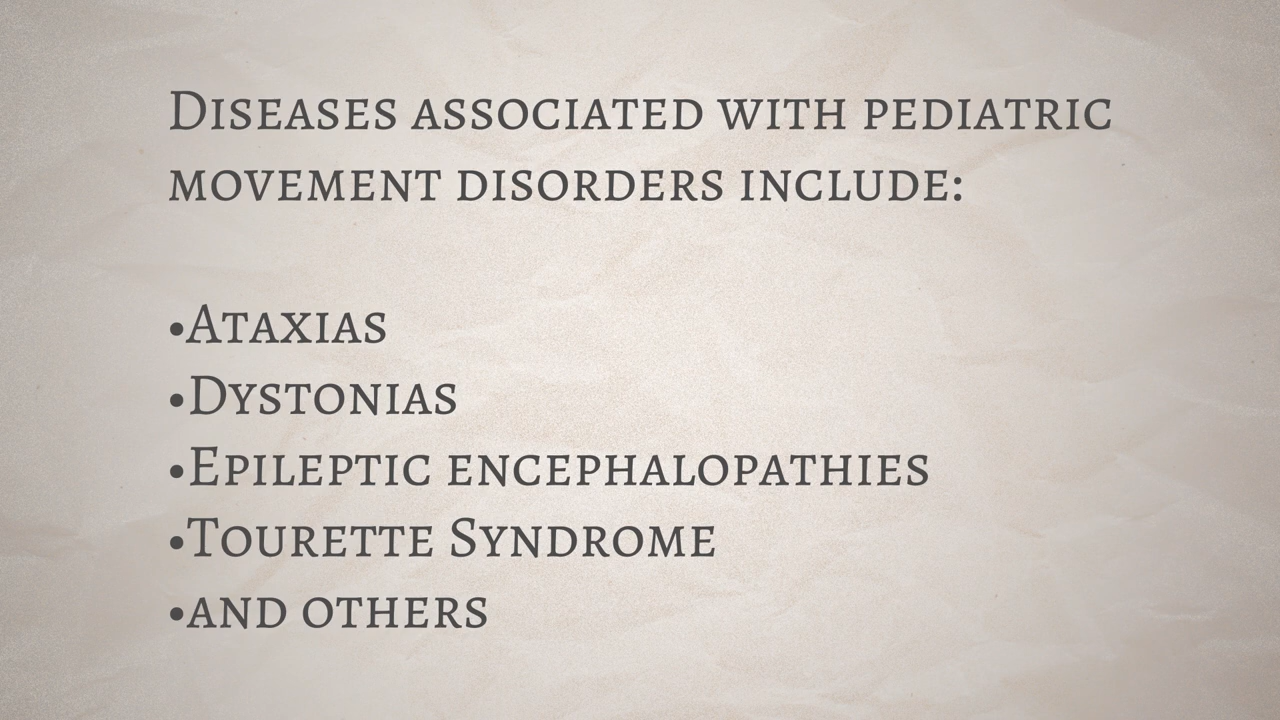 Diseases associated with pediatric
movement disorders include:
•Ataxias
•Dystonias
•Epileptic encephalopathies
•Tourette Syndrome
•and others